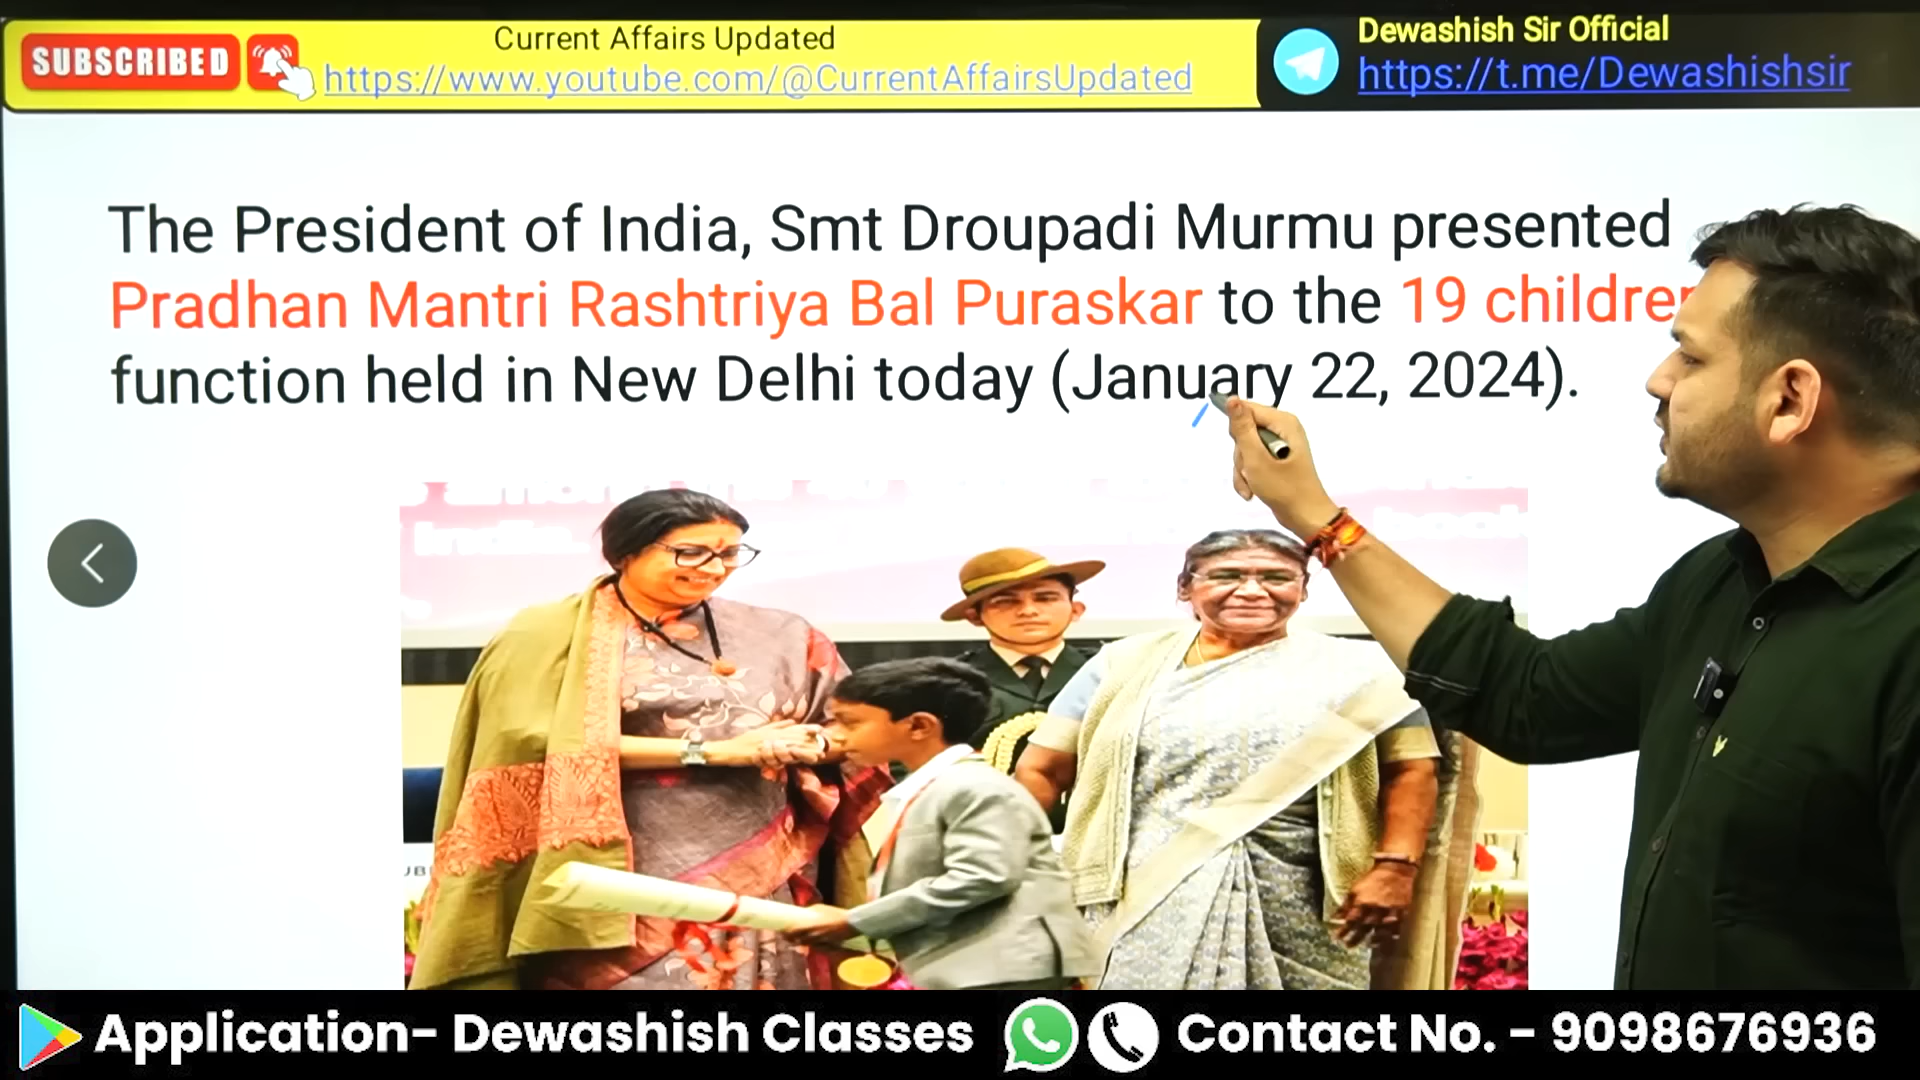 SUBSCRIBED
Current Affairs Updated
https://www.youtube.com/@CurrentAffairsUpdated
Dewashish Sir Official
https://t.me/Dewashishsir
The President of India, Smt Droupadi Murmu presented
Pradhan Mantri Rashtriya Bal Puraskar to the 19 childre
function held in New Delhi today (January 22, 2024).
India.
Application- Dewashish Classes
Contact No. - 9098676936